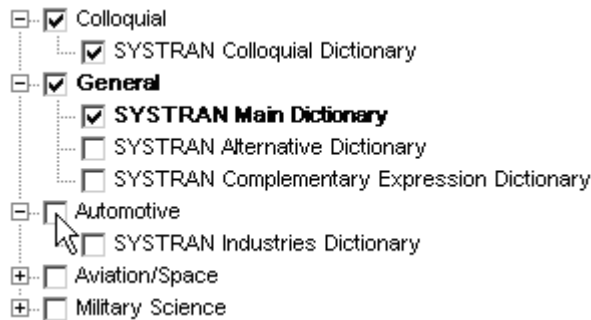 Colloquial
SYSTRAN Colloquial Dictionary
General
SYSTRAN Main Dictionary
SYSTRAN Alternative Dictionary
SYSTRAN Complementary Expression Dictionary
Automotive
SYSTRAN Industries Dictionary
Aviation/Space
Military Science